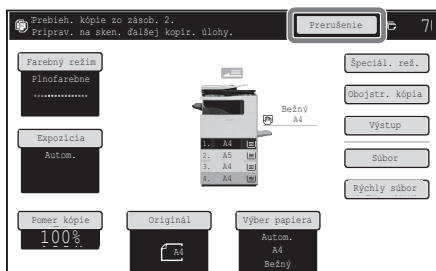 Prebieh. kópie zo zásob. 2.
Priprav. na sken. ďalšej kopír. úlohy.
Prerušenie
7
Farebný režim
Plnofarebne
Expozícia
Autom.
Bežný
A4
1. A4
2. A5
3. A4
4. A4
Špeciál. rež.
Obojstr. kópia
Výstup
Súbor
Rýchly súbor
Pomer kópie
100%
Originál
A4
Výber papiera
Autom.
A4
Bežný